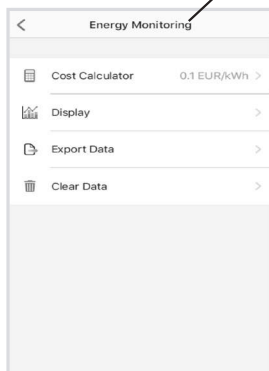 Energy Monitoring
Cost Calculator 0.1 EUR/kWh >
Display >
Export Data >
Clear Data >